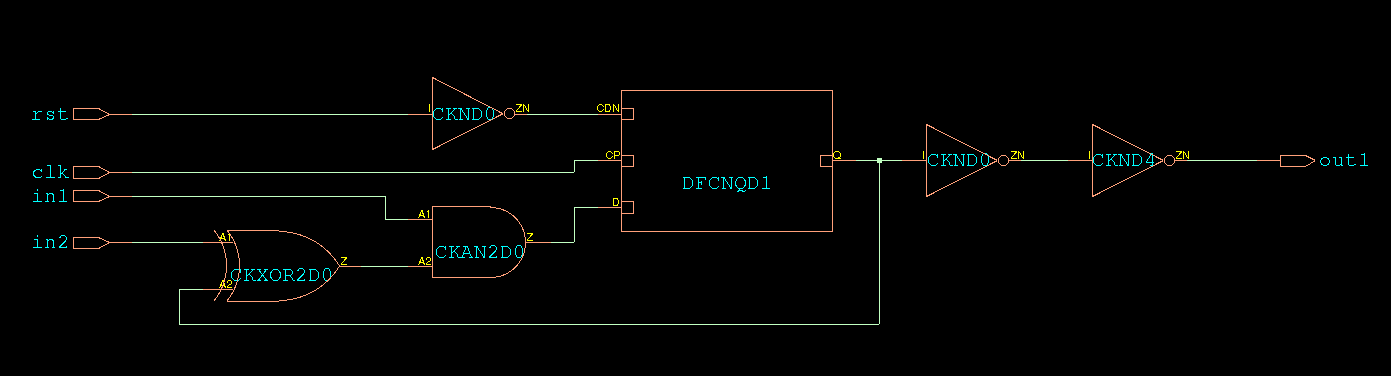 rst
I
CKND0
ZN
CDN
clk
CP
in1
A1
D
in2
A1
A2
CKXOR2D0
Z
A2
CKAN2D0
Z
DFCNQD1
Q
I
CKND0
ZN
I
CKND4
ZN
out1